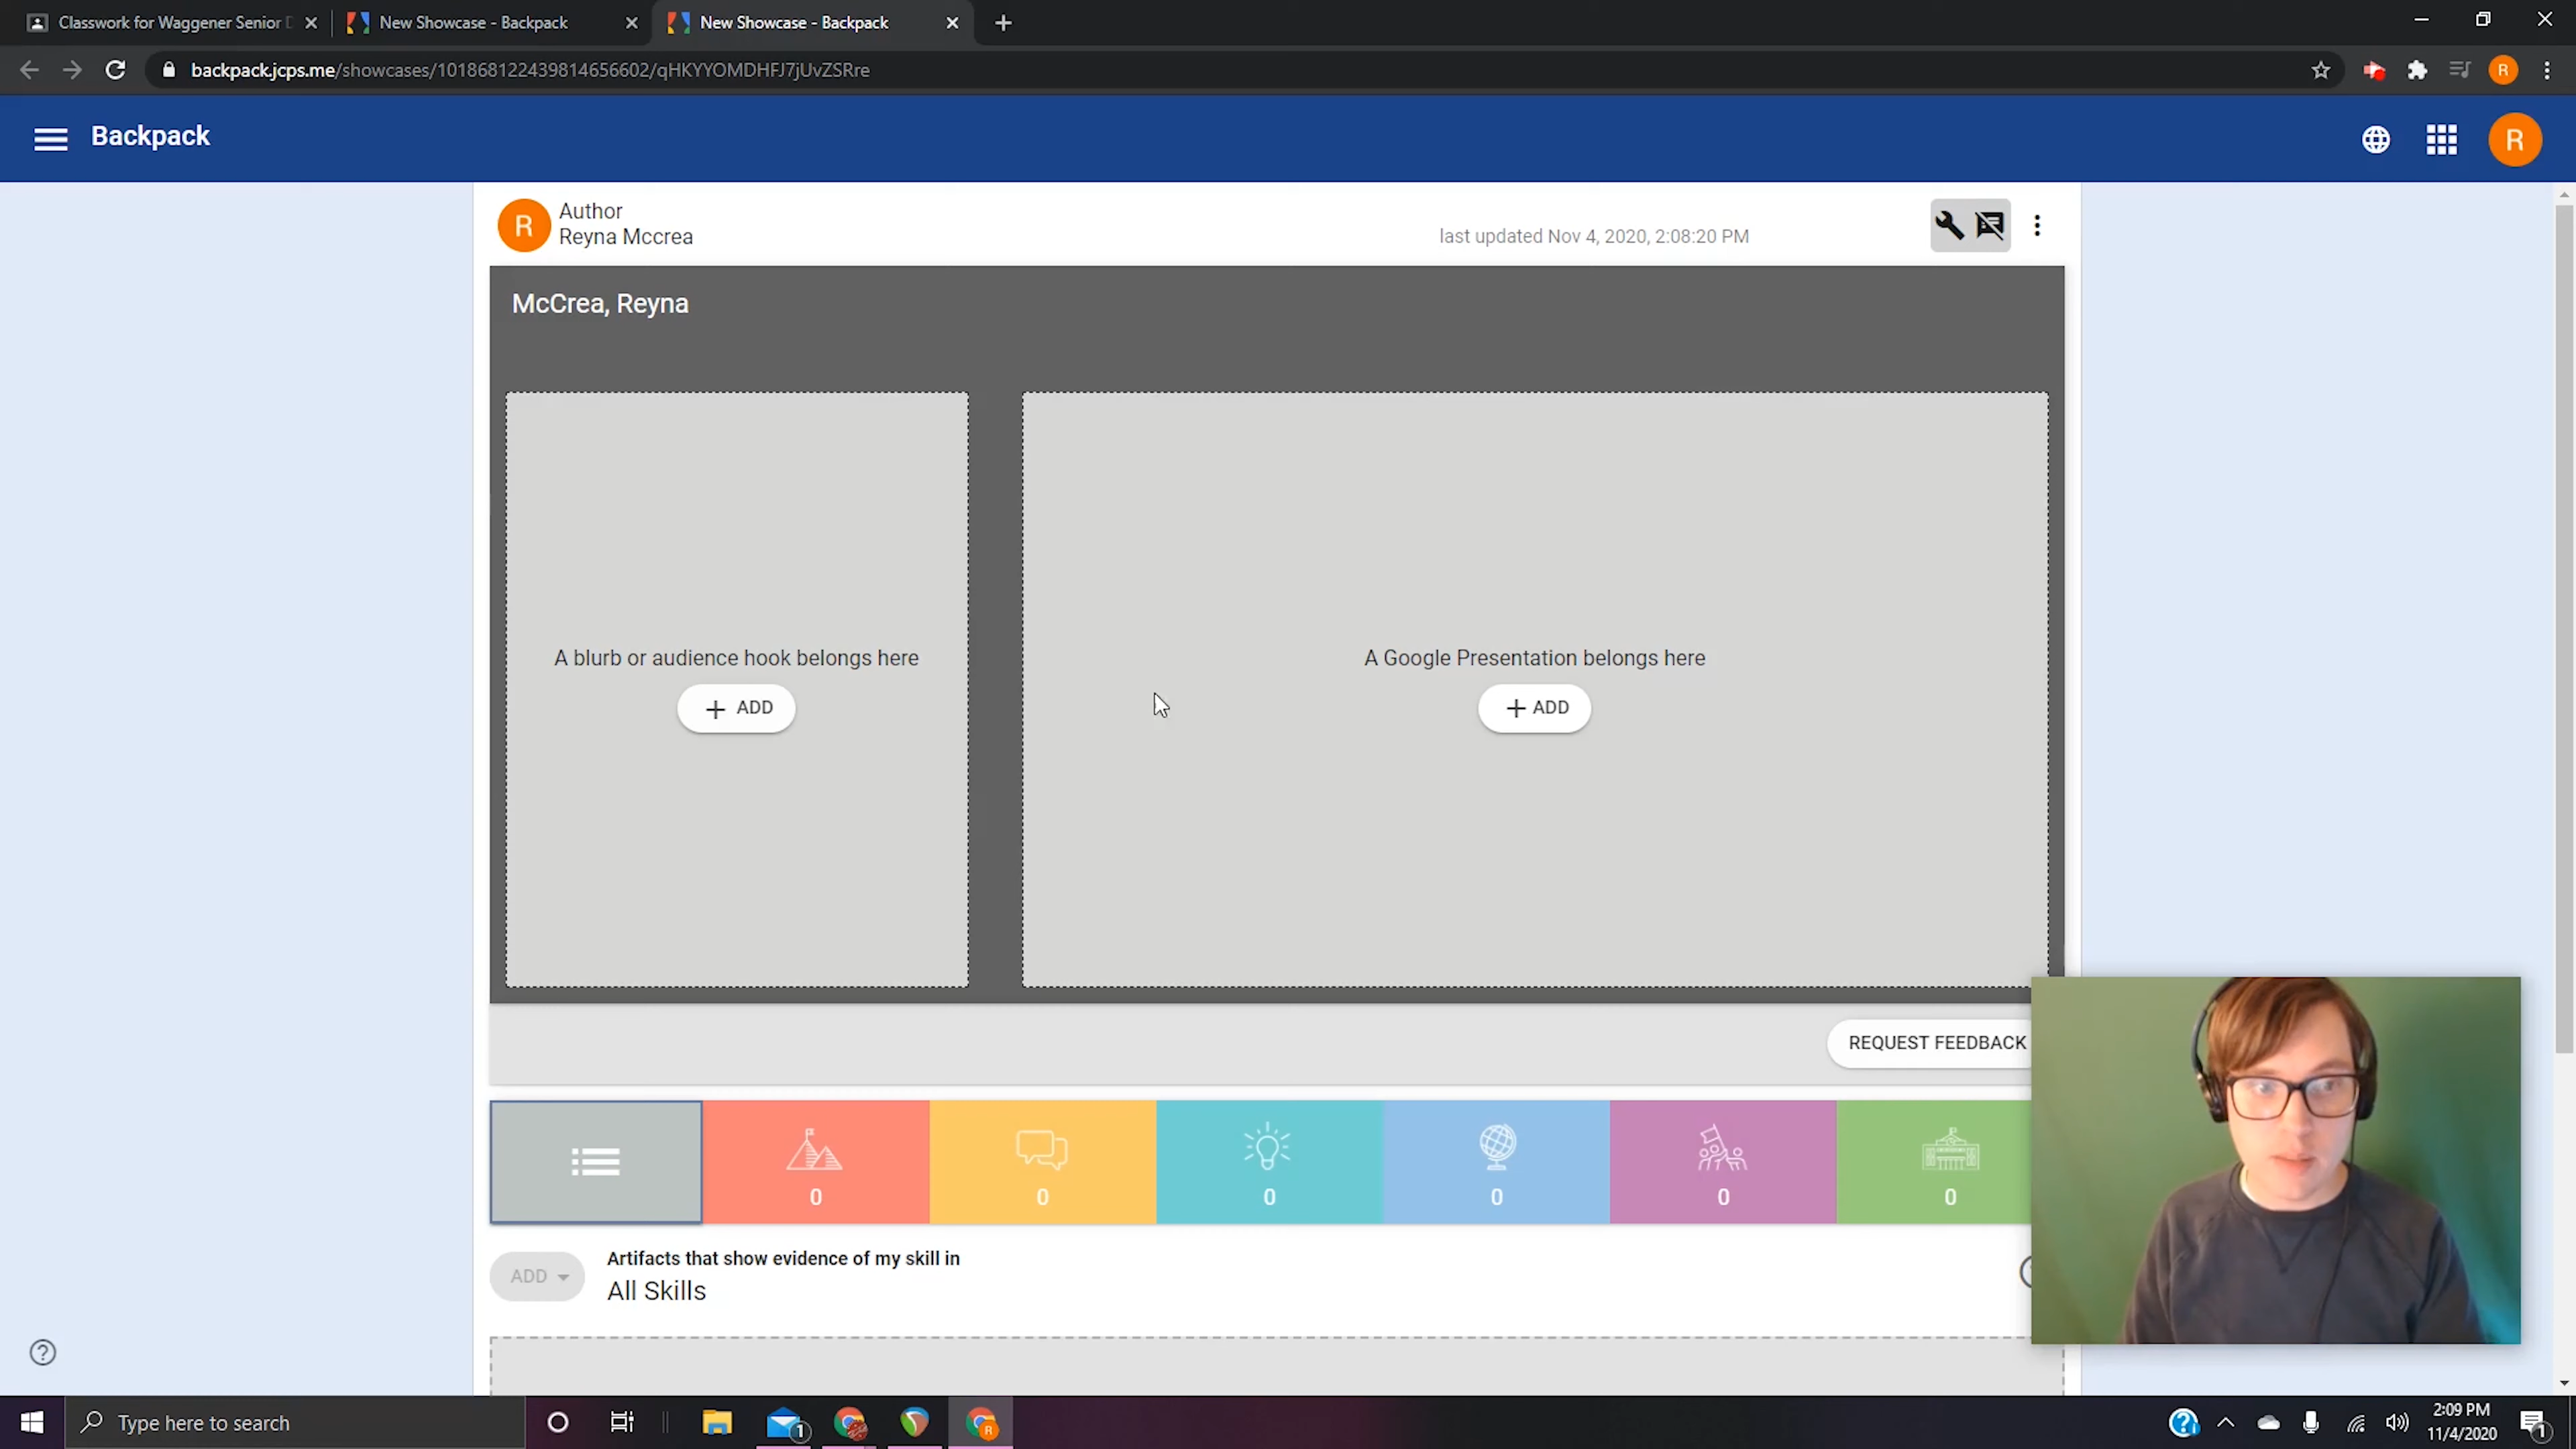 Classwork for Waggener Senior D
New Showcase - Backpack
New Showcase - Backpack
backpack.jcps.me/showcases/101868122439814656602/qHKYYOMDHFJ7jUvZSRre
R
Backpack
R
R
Author
Reyna Mccrea
last updated Nov 4, 2020, 2:08:20 PM
McCrea, Reyna
A blurb or audience hook belongs here
+ ADD
A Google Presentation belongs here
+ ADD
REQUEST FEEDBACK
0
0
0
0
0
0
ADD
Artifacts that show evidence of my skill in
All Skills
Type here to search
1
R
2:09 PM
11/4/2020
1